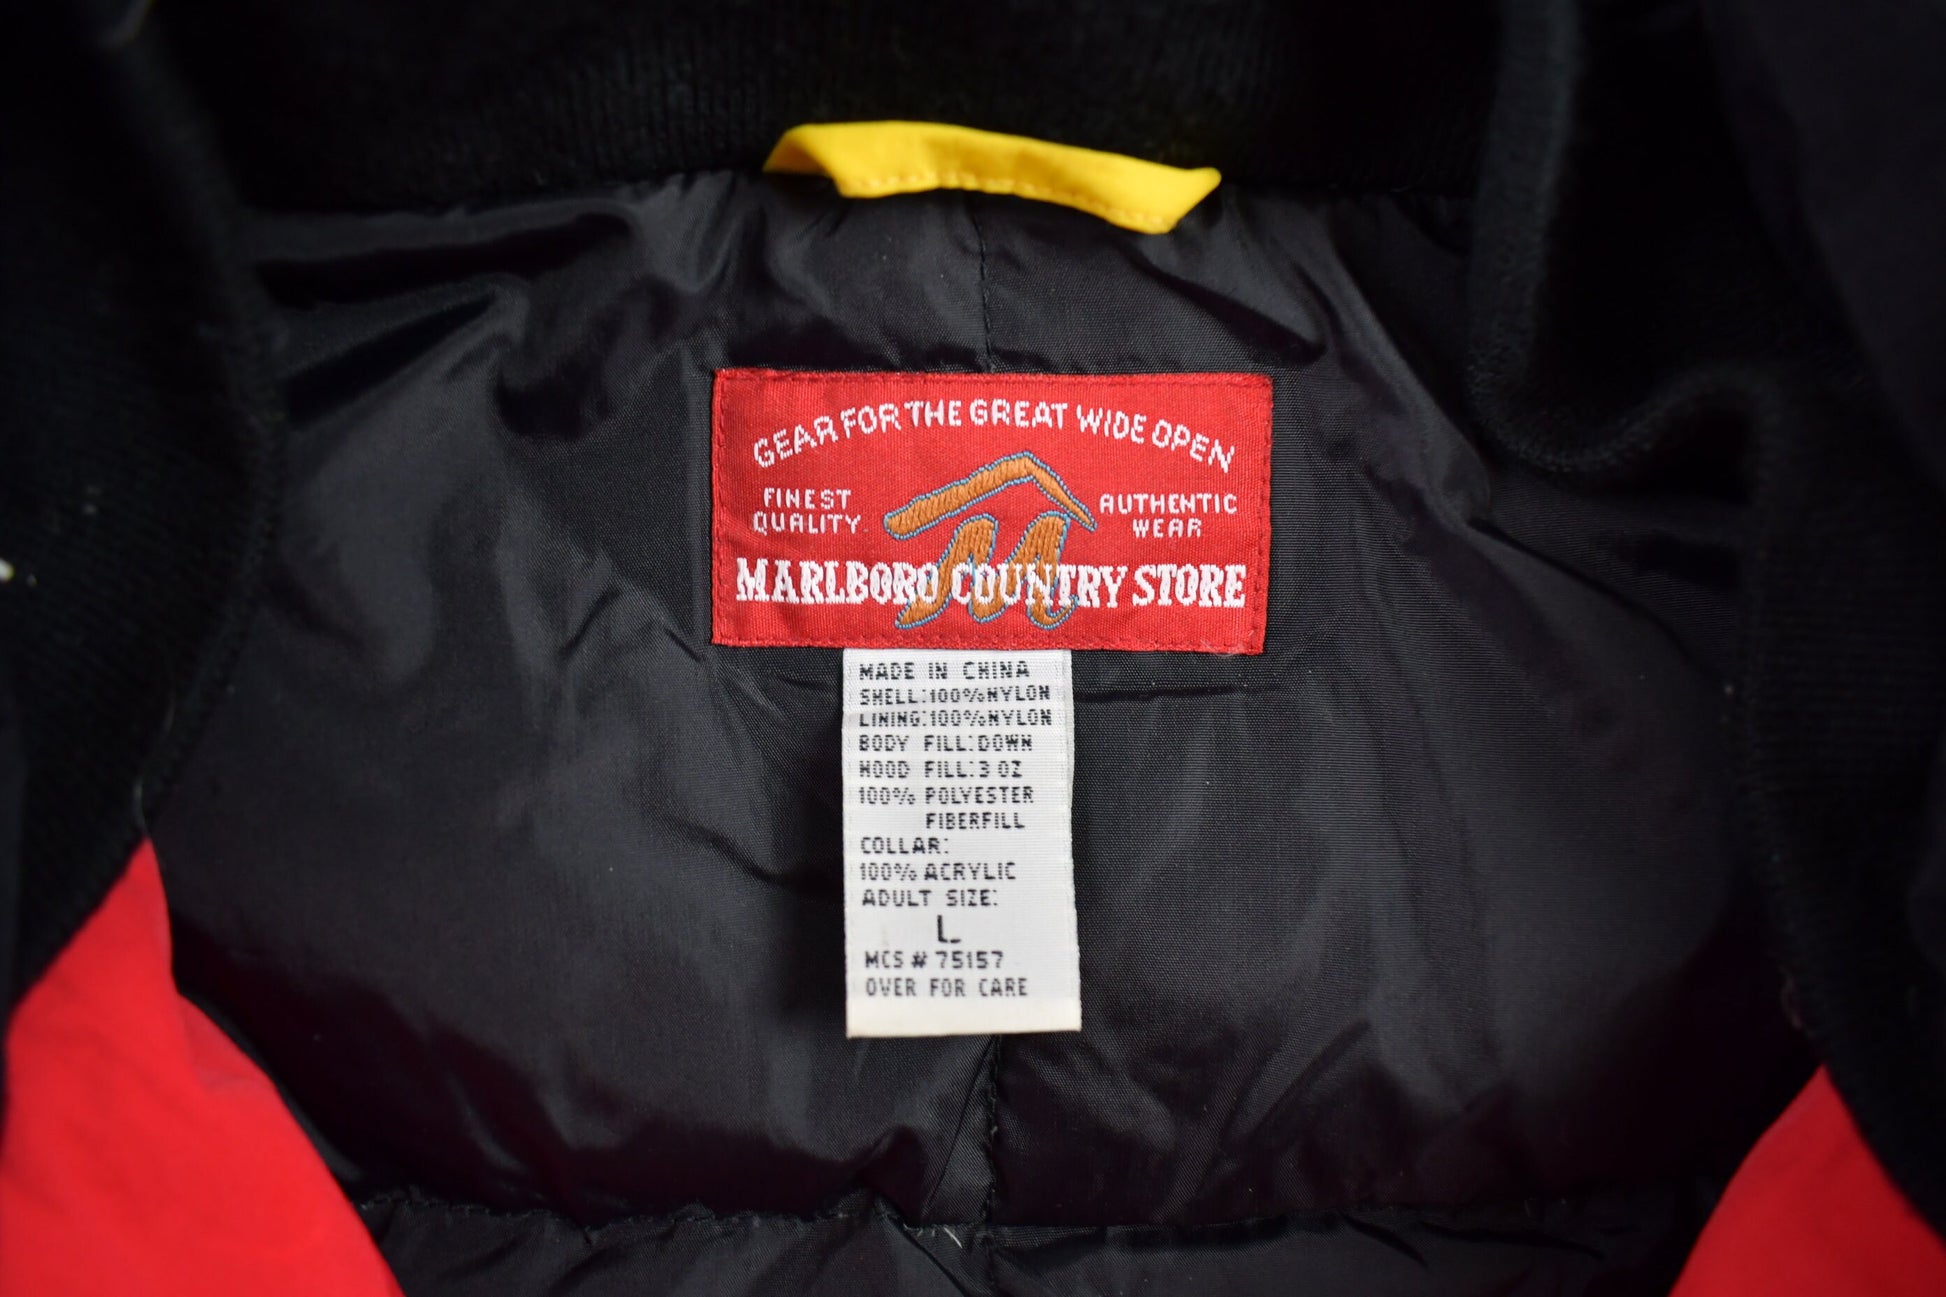 GEAR FOR THE GREAT WIDE OPEN
FINEST QUALITY
AUTHENTIC WEAR
M
MARLBORO COUNTRY STORE
MADE IN CHINA
SHELL:100%NYLON
LINING:100%NYLON
BODY FILL:DOWN
HOOD FILL:3 OZ
100% POLYESTER
FIBERFILL
COLLAR:
100% ACRYLIC
ADULT SIZE:
L
MCS # 75157
OVER FOR CARE